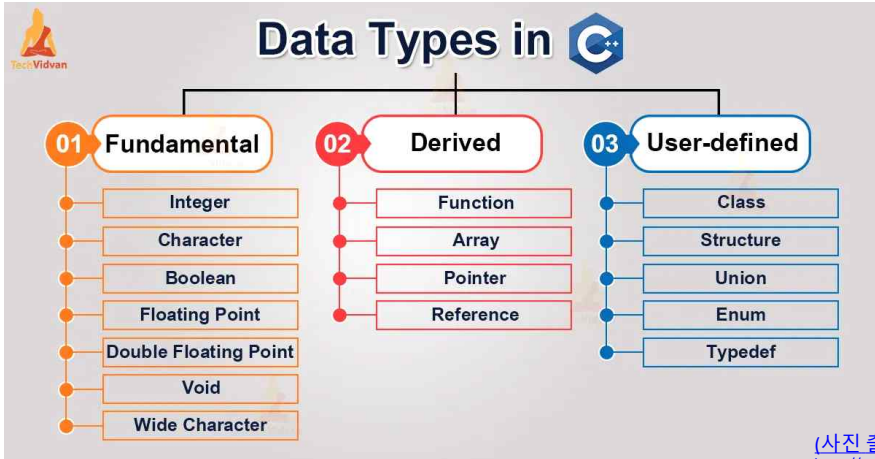 TechVidvan
Data Types in C++
01 Fundamental
Integer
Character
Boolean
Floating Point
Double Floating Point
Void
Wide Character
02 Derived
Function
Array
Pointer
Reference
03 User-defined
Class
Structure
Union
Enum
Typedef
(사진